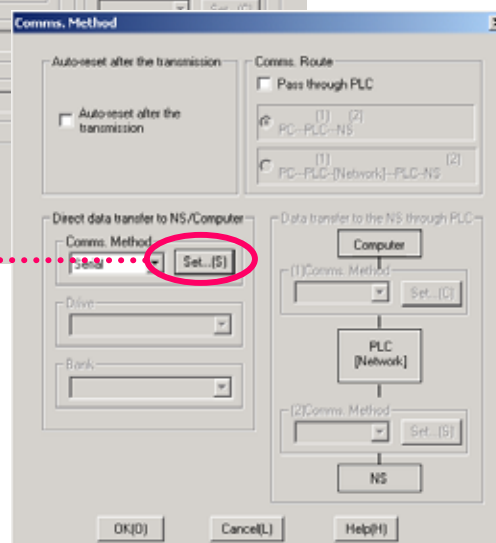 Set...(C)
Comms. Method
Auto-reset after the transmission
Auto-reset after the
transmission
Comms. Route
Pass through PLC
(1) (2)
PC--PLC--NS
(1) (2)
PC--PLC-[Network]--PLC-NS
Direct data transfer to NS/Computer
Comms. Method
Serial
Set...(S)
Drive
Bank
Data transfer to the NS through PLC
Computer
(1)Comms. Method
Set...(C)
PLC
[Network]
(2)Comms. Method
Set...(S)
NS
OK(O)
Cancel(L)
Help(H)